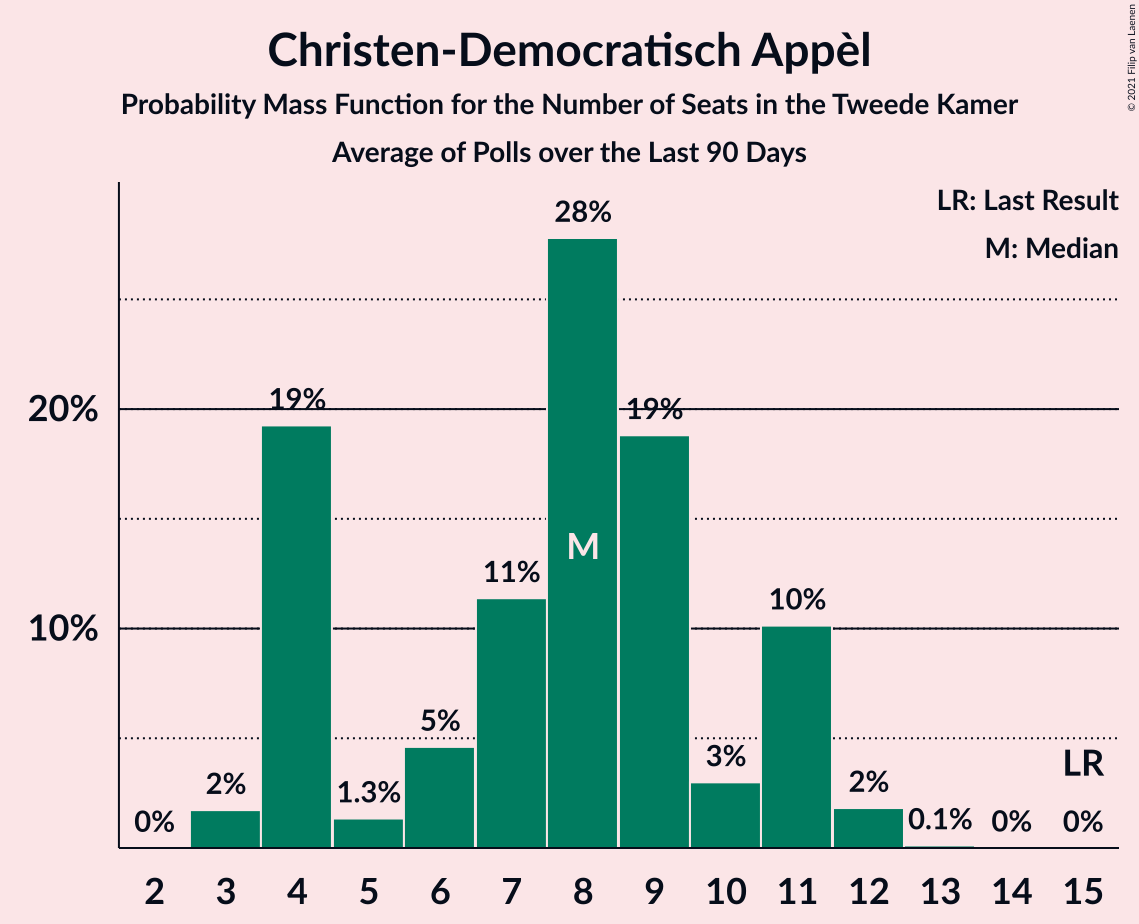 Christen-Democratisch Appèl
Probability Mass Function for the Number of Seats in the Tweede Kamer
Average of Polls over the Last 90 Days
© 2021 Filip van Laenen
LR: Last Result
M: Median
28%
20%
19%
19%
M
11%
10%
10%
5%
3%
LR
2%
1.3%
2%
0%
0.1%
0%
0%
2 3 4 5 6 7 8 9 10 11 12 13 14 15